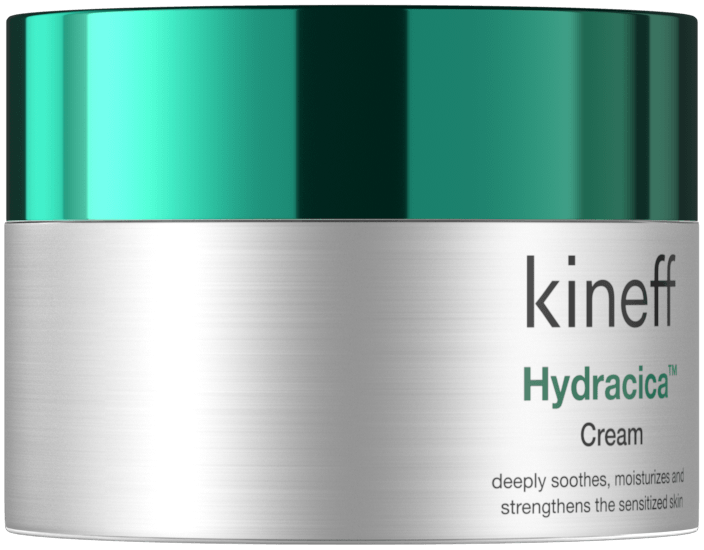 kineff
Hydracica™
Cream
deeply soothes, moisturizes and
strengthens the sensitized skin